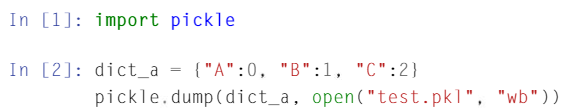 In [1]: import pickle
In [2]: dict_a = {"A":0, "B":1, "C":2}
pickle.dump(dict_a, open("test.pkl", "wb"))